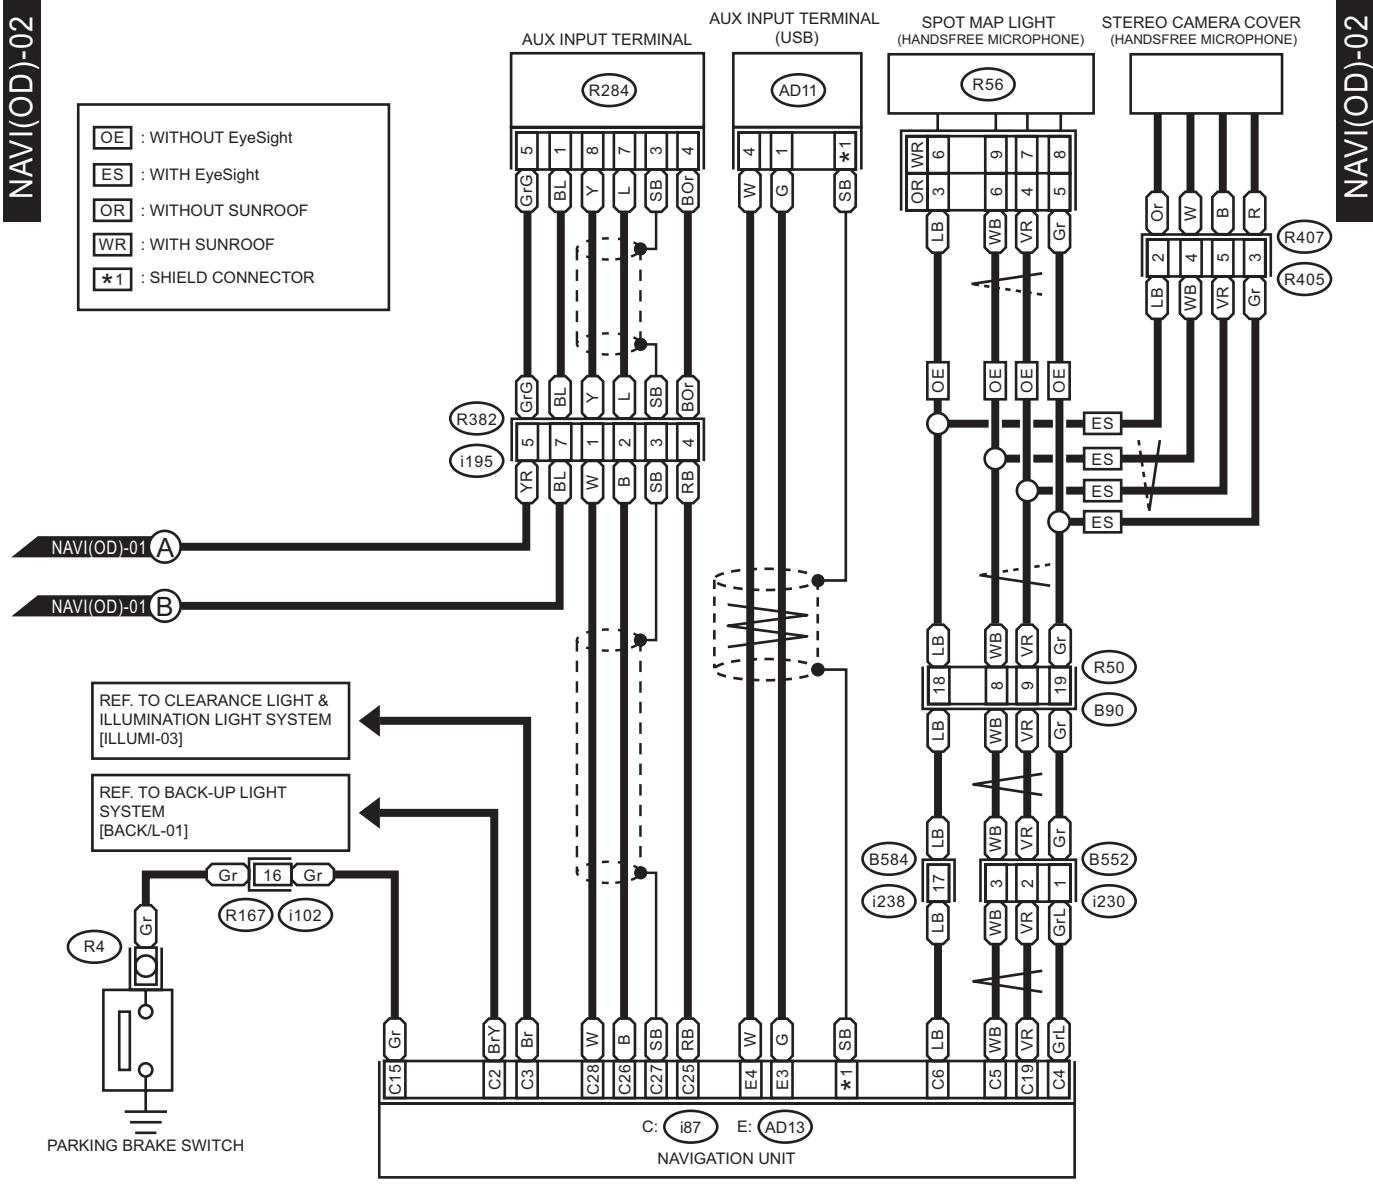 NAVI(OD)-02
NAVI(OD)-02
OE : WITHOUT EyeSight
ES : WITH EyeSight
OR : WITHOUT SUNROOF
WR : WITH SUNROOF
*1 : SHIELD CONNECTOR
AUX INPUT TERMINAL
R284
5 1 8 7 3 4
GrG BL Y L SB BOr
GrG BL Y L SB BOr
R382
5 7 1 2 3 4
i195
YR BL W B SB RB
AUX INPUT TERMINAL
(USB)
AD11
4 1 *1
W G SB
SPOT MAP LIGHT
(HANDSFREE MICROPHONE)
R56
WR 6 9 7 8
OR 3 6 4 5
LB WB VR Gr
OE OE OE OE
STEREO CAMERA COVER
(HANDSFREE MICROPHONE)
Or W B R
R407
2 4 5 3
R405
LB WB VR Gr
ES
ES
ES
ES
NAVI(OD)-01 A
NAVI(OD)-01 B
LB WB VR Gr
R50
18 8 9 19
B90
LB WB VR Gr
LB WB VR Gr
B584
17 3 2 1
B552
i238
i230
LB WB VR GrL
REF. TO CLEARANCE LIGHT &
ILLUMINATION LIGHT SYSTEM
[ILLUMI-03]
REF. TO BACK-UP LIGHT
SYSTEM
[BACK/L-01]
Gr 16 Gr
R167 i102
Gr
R4
PARKING BRAKE SWITCH
Gr BrY Br W B SB RB W G SB LB WB VR GrL
C15 C2 C3 C28 C26 C27 C25 E4 E3 *1 C6 C5 C19 C4
C: i87 E: AD13
NAVIGATION UNIT